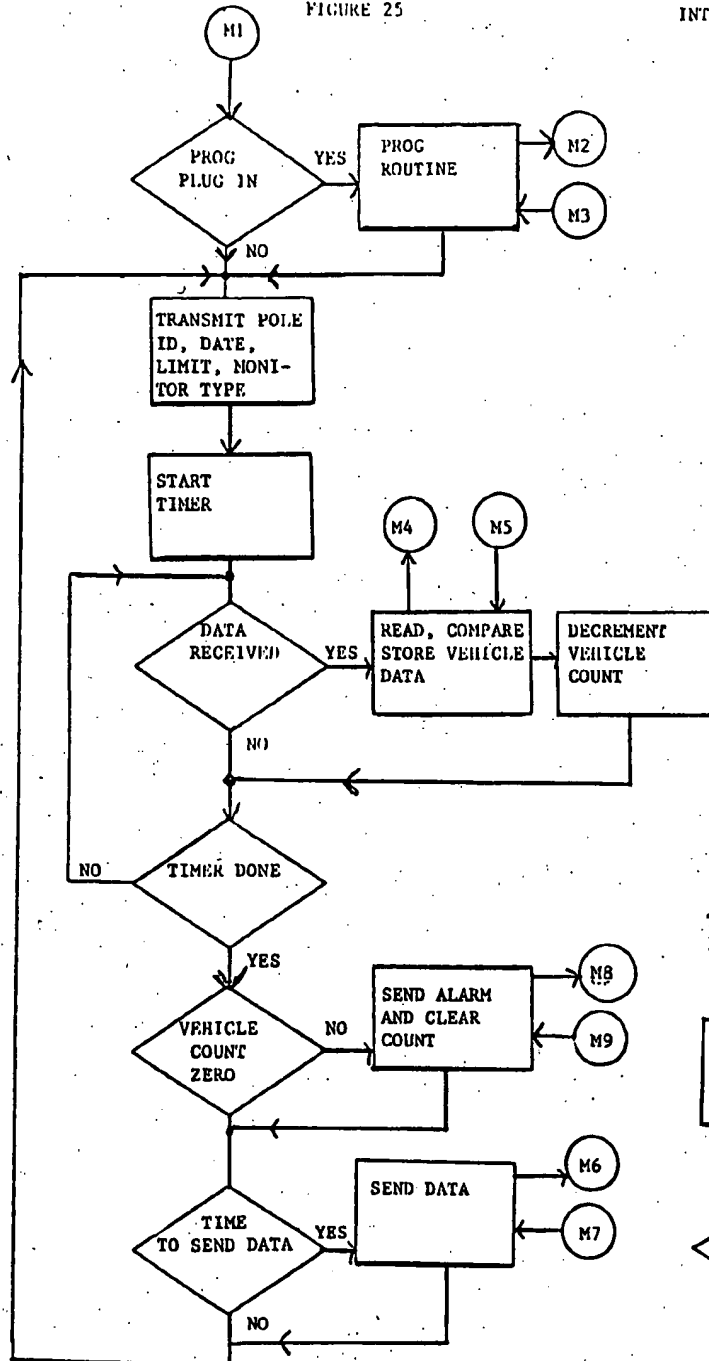 FIGURE 25
INT
M1
PROG
PLUG IN
YES
PROG
ROUTINE
M2
M3
NO
TRANSMIT POLE
ID, DATE,
LIMIT, MONI-
TOR TYPE
START
TIMER
M4
M5
DATA
RECEIVED
YES
READ, COMPARE
STORE VEHICLE
DATA
DECREMENT
VEHICLE
COUNT
NO
TIMER DONE
NO
YES
VEHICLE
COUNT
ZERO
NO
SEND ALARM
AND CLEAR
COUNT
M8
M9
TIME
TO SEND DATA
YES
SEND DATA
M6
M7
NO